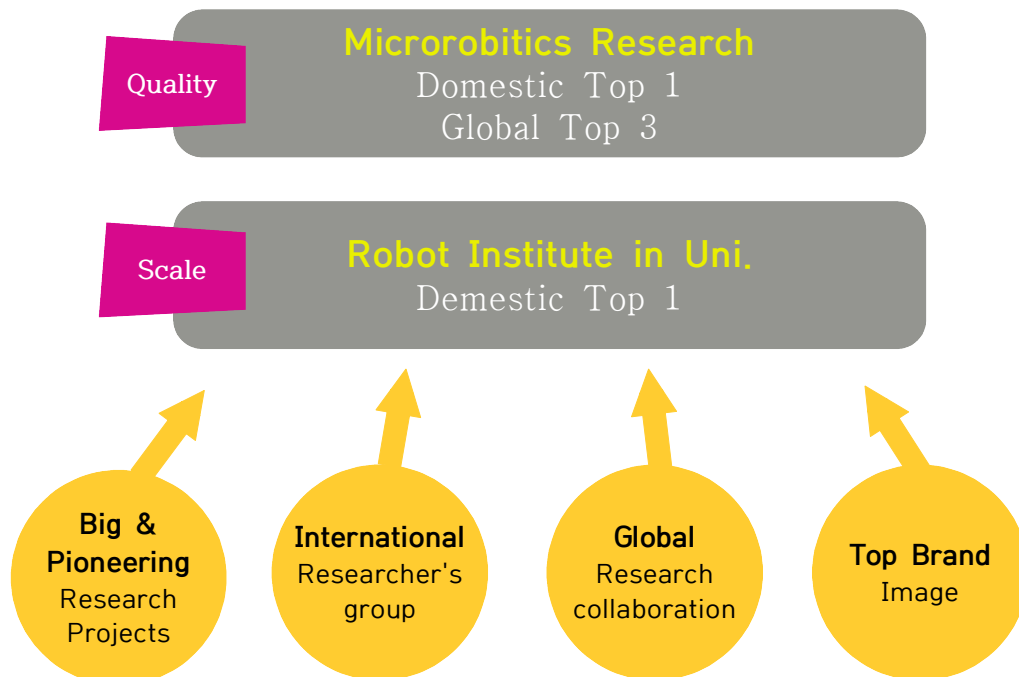 Quality
Microrobitics Research
Domestic Top 1
Global Top 3
Scale
Robot Institute in Uni.
Demestic Top 1
Big &
Pioneering
Research
Projects
International
Researcher's
group
Global
Research
collaboration
Top Brand
Image